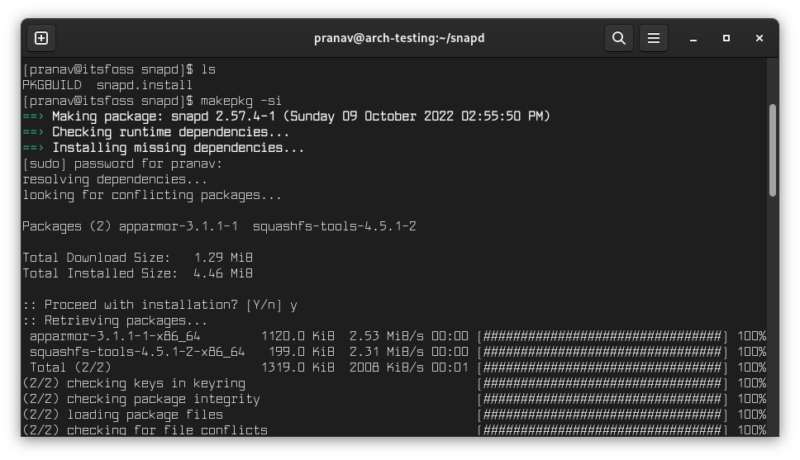 pranav@arch-testing:~/snapd
[pranav@itsfoss snapd]$ ls
PKGBUILD  snapd.install
[pranav@itsfoss snapd]$ makepkg -si
==> Making package: snapd 2.57.4-1 (Sunday 09 October 2022 02:55:50 PM)
==> Checking runtime dependencies...
==> Installing missing dependencies...
[sudo] password for pranav:
resolving dependencies...
looking for conflicting packages...
Packages (2) apparmor-3.1.1-1  squashfs-tools-4.5.1-2
Total Download Size:   1.29 MiB
Total Installed Size:  4.46 MiB
:: Proceed with installation? [Y/n] y
:: Retrieving packages...
apparmor-3.1.1-1-x86_64        1120.0 KiB  2.53 MiB/s 00:00 [################################] 100%
squashfs-tools-4.5.1-2-x86_64   199.0 KiB  2.31 MiB/s 00:00 [################################] 100%
Total (2/2)                    1319.0 KiB  2008 KiB/s 00:01 [################################] 100%
(2/2) checking keys in keyring                               [################################] 100%
(2/2) checking package integrity                             [################################] 100%
(2/2) loading package files                                  [################################] 100%
(2/2) checking for file conflicts                            [################################] 100%